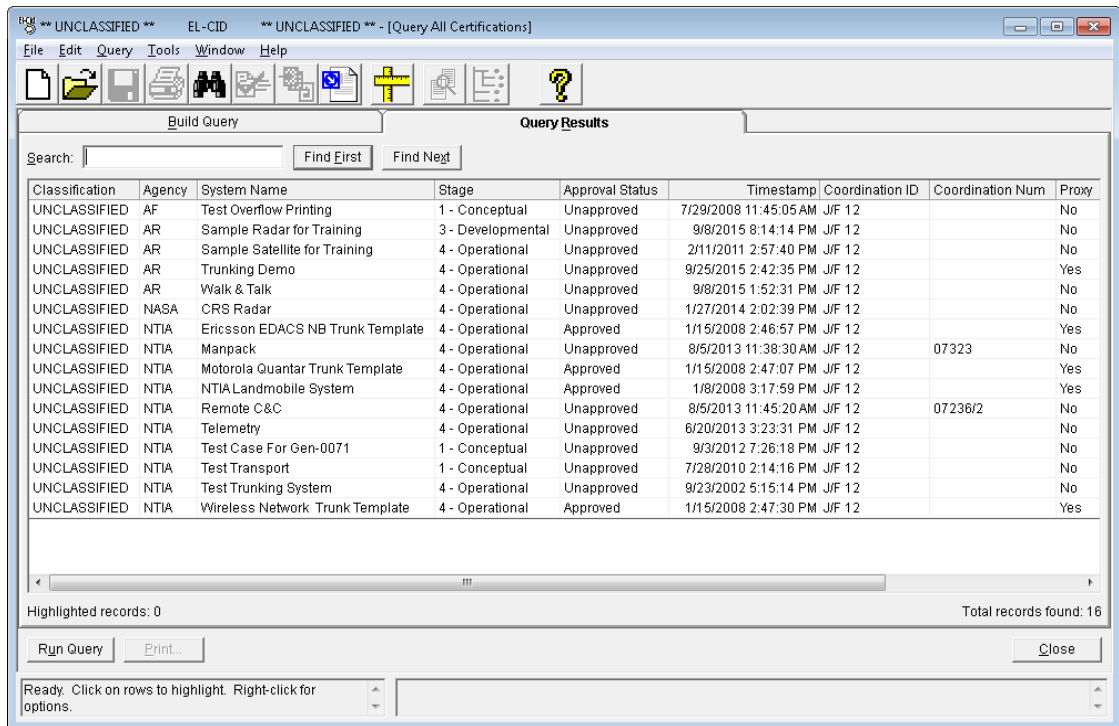 ** UNCLASSIFIED ** EL-CID ** UNCLASSIFIED ** - [Query All Certifications]
File Edit Query Tools Window Help
Build Query Query Results
Search: Find First Find Next
Classification Agency System Name Stage Approval Status Timestamp Coordination ID Coordination Num Proxy
UNCLASSIFIED AF Test Overflow Printing 1 - Conceptual Unapproved 7/29/2008 11:45:05 AM J/F 12 No
UNCLASSIFIED AR Sample Radar for Training 3 - Developmental Unapproved 9/8/2015 8:14:14 PM J/F 12 No
UNCLASSIFIED AR Sample Satellite for Training 4 - Operational Unapproved 2/11/2011 2:57:40 PM J/F 12 No
UNCLASSIFIED AR Trunking Demo 4 - Operational Unapproved 9/25/2015 2:42:35 PM J/F 12 Yes
UNCLASSIFIED AR Walk & Talk 4 - Operational Unapproved 9/8/2015 1:52:31 PM J/F 12 No
UNCLASSIFIED NASA CRS Radar 4 - Operational Unapproved 1/27/2014 2:02:39 PM J/F 12 No
UNCLASSIFIED NTIA Ericsson EDACS NB Trunk Template 4 - Operational Approved 1/15/2008 2:46:57 PM J/F 12 Yes
UNCLASSIFIED NTIA Manpack 4 - Operational Unapproved 8/5/2013 11:38:30 AM J/F 12 07323 No
UNCLASSIFIED NTIA Motorola Quantar Trunk Template 4 - Operational Approved 1/15/2008 2:47:07 PM J/F 12 Yes
UNCLASSIFIED NTIA NTIA Landmobile System 4 - Operational Approved 1/8/2008 3:17:59 PM J/F 12 Yes
UNCLASSIFIED NTIA Remote C&C 4 - Operational Unapproved 8/5/2013 11:45:20 AM J/F 12 07236/2 No
UNCLASSIFIED NTIA Telemetry 4 - Operational Unapproved 6/20/2013 3:23:31 PM J/F 12 No
UNCLASSIFIED NTIA Test Case For Gen-0071 1 - Conceptual Unapproved 9/3/2012 7:26:18 PM J/F 12 No
UNCLASSIFIED NTIA Test Transport 1 - Conceptual Unapproved 7/28/2010 2:14:16 PM J/F 12 No
UNCLASSIFIED NTIA Test Trunking System 4 - Operational Unapproved 9/23/2002 5:15:14 PM J/F 12 No
UNCLASSIFIED NTIA Wireless Network Trunk Template 4 - Operational Approved 1/15/2008 2:47:30 PM J/F 12 Yes
Highlighted records: 0 Total records found: 16
Run Query Print... Close
Ready. Click on rows to highlight. Right-click for
options.